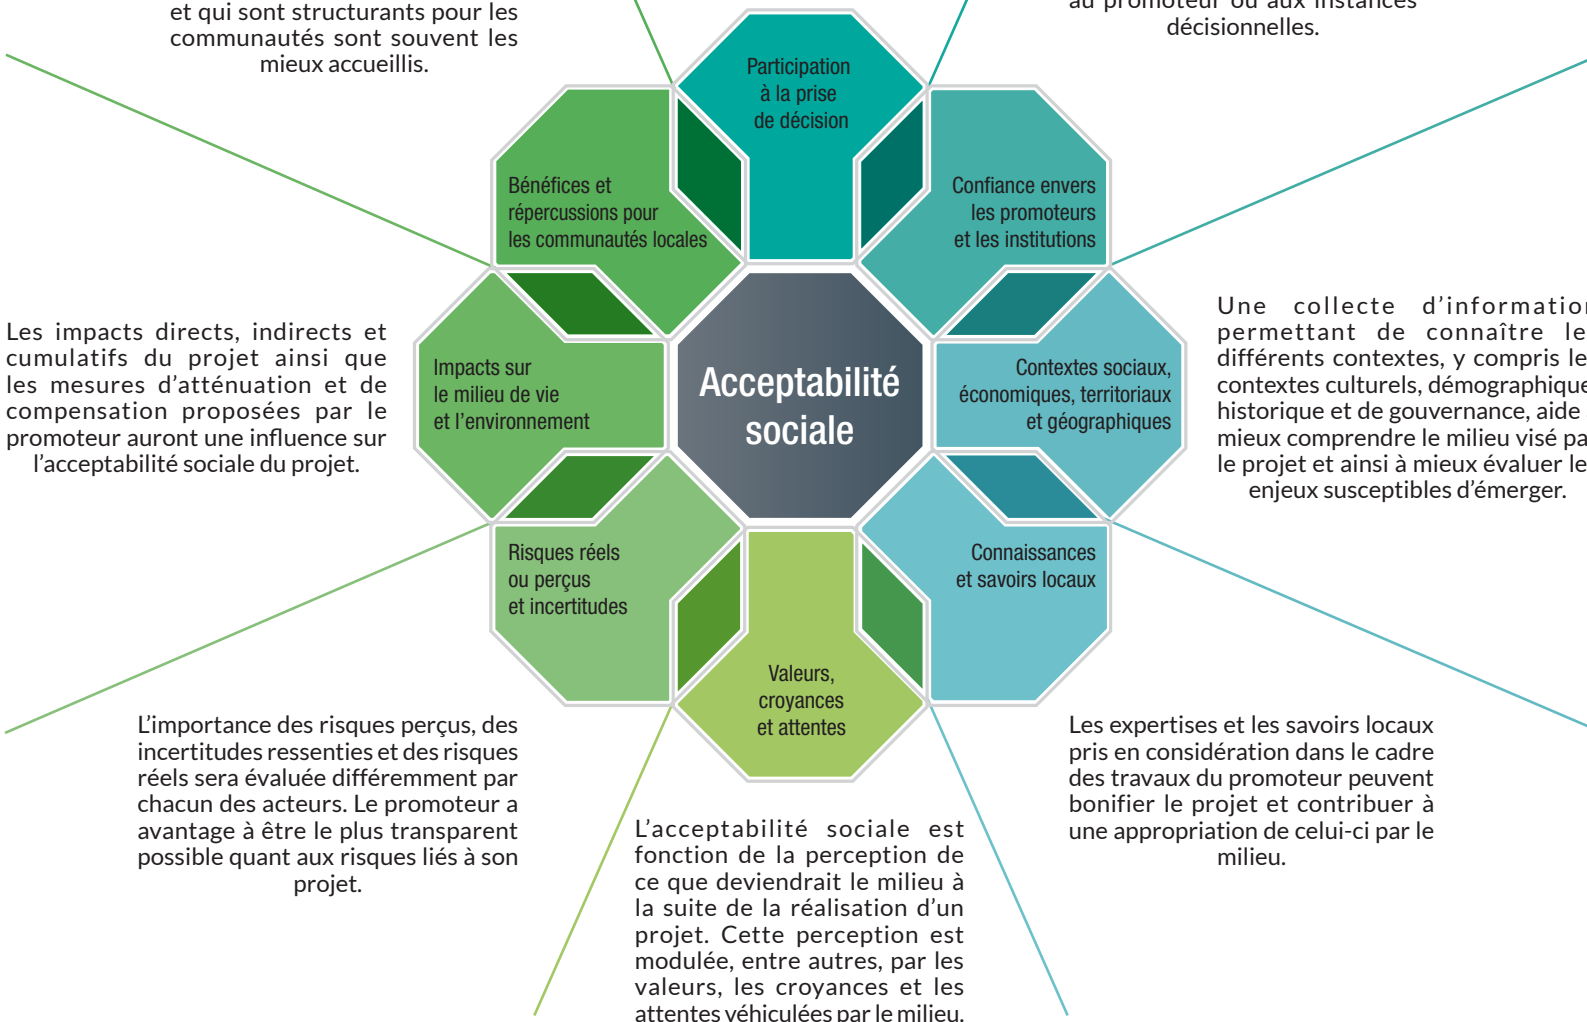 et qui sont structurants pour les
communautés sont souvent les
mieux accueillis.
décisionnelles.
Participation
à la prise
de décision
Bénéfices et
répercussions pour
les communautés locales
Confiance envers
les promoteurs
et les institutions
Les impacts directs, indirects et
cumulatifs du projet ainsi que
les mesures d’atténuation et de
compensation proposées par le
promoteur auront une influence sur
l’acceptabilité sociale du projet.
Impacts sur
le milieu de vie
et l’environnement
Acceptabilité
sociale
Contextes sociaux,
économiques, territoriaux
et géographiques
Une collecte d’information
permettant de connaître le
différents contextes, y compris le
contextes culturels, démographique
historique et de gouvernance, aide
mieux comprendre le milieu visé pa
le projet et ainsi à mieux évaluer le
enjeux susceptibles d’émerger.
Risques réels
ou perçus
et incertitudes
Connaissances
et savoirs locaux
Valeurs,
croyances
et attentes
L’importance des risques perçus, des
incertitudes ressenties et des risques
réels sera évaluée différemment par
chacun des acteurs. Le promoteur a
avantage à être le plus transparent
possible quant aux risques liés à son
projet.
L’acceptabilité sociale est
fonction de la perception de
ce que deviendrait le milieu à
la suite de la réalisation d’un
projet. Cette perception est
modulée, entre autres, par les
valeurs, les croyances et les
attentes véhiculées par le milieu.
Les expertises et les savoirs locaux
pris en considération dans le cadre
des travaux du promoteur peuvent
bonifier le projet et contribuer à
une appropriation de celui-ci par le
milieu.